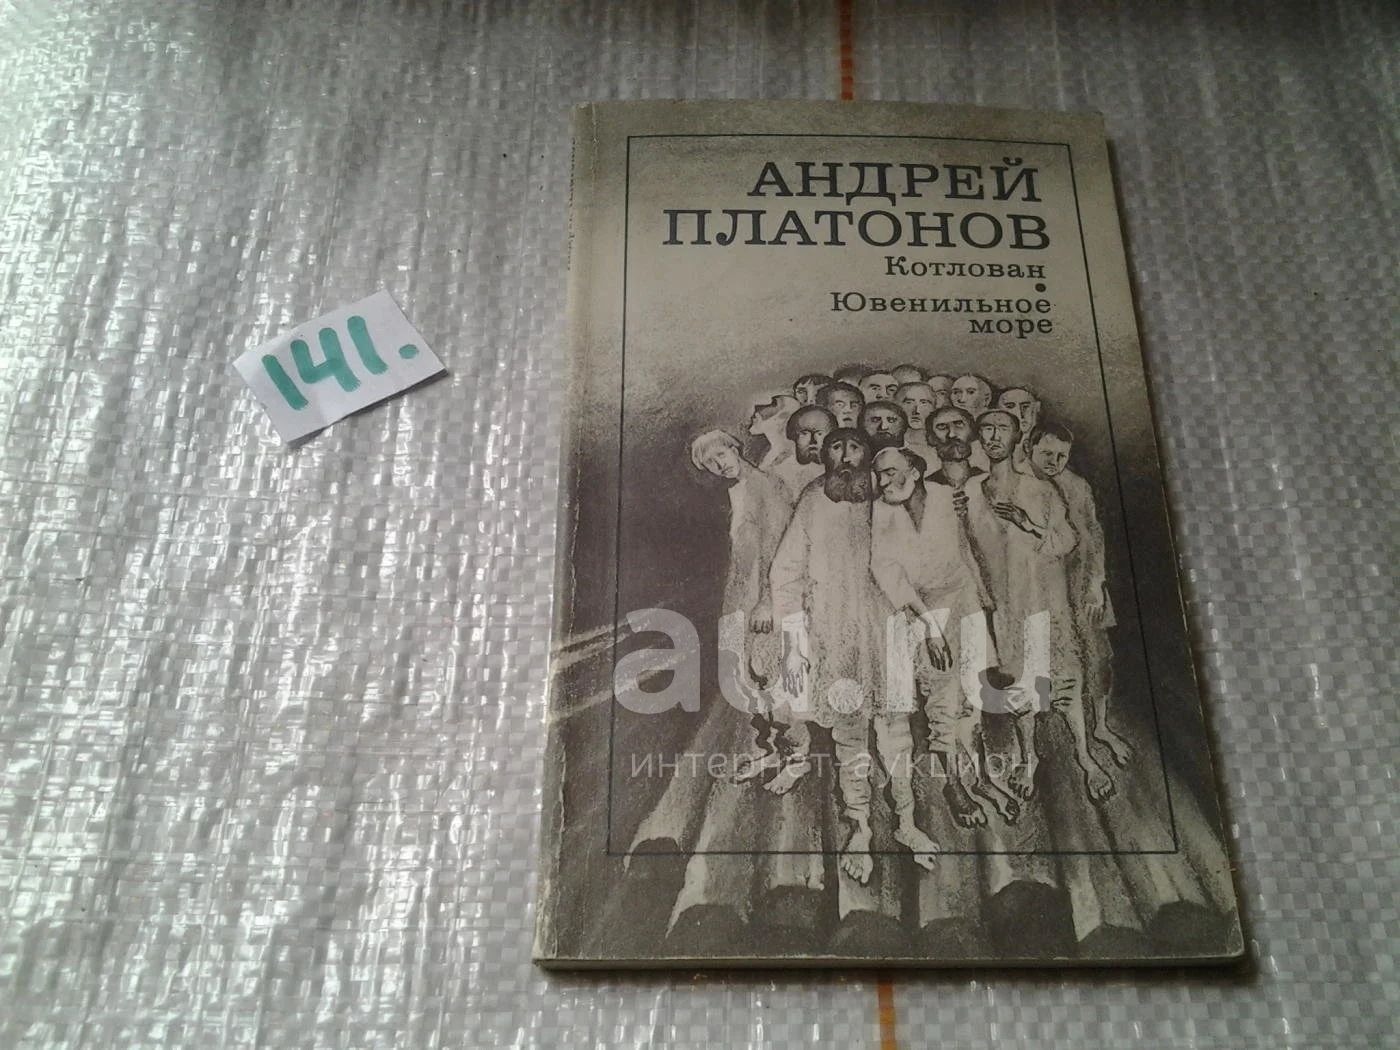 АНДРЕЙ
ПЛАТОНОВ
Котлован
•
Ювенильное
море
141.
au.ru
интернет-аукцион